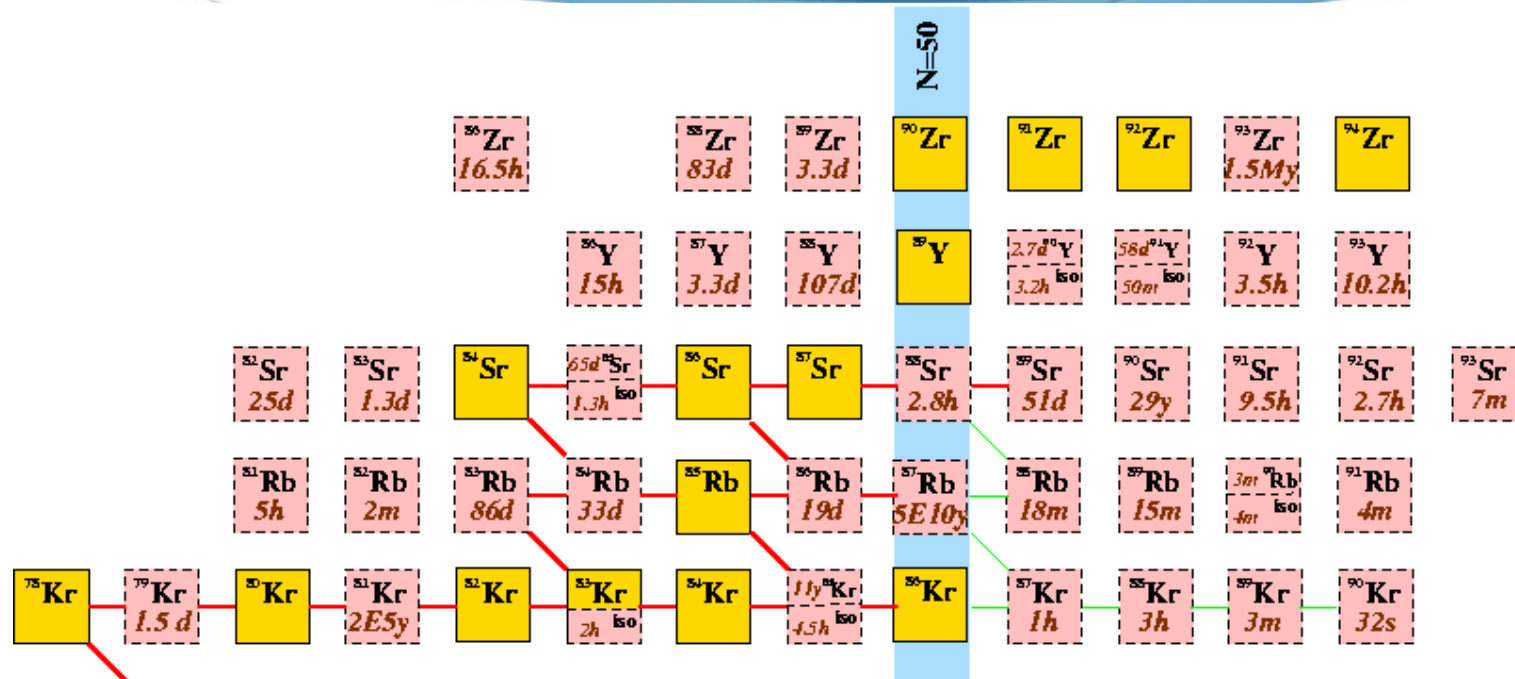 N=50
86Zr 88Zr 89Zr 90Zr 91Zr 92Zr 93Zr 94Zr
16.5h 83d 3.3d 1.5My
86Y 87Y 88Y 89Y 2.7d 90Y 58d 91Y 92Y 93Y
15h 3.3d 107d 3.2h iso 50m iso 3.5h 10.2h
82Sr 83Sr 84Sr 65d 85Sr 86Sr 87Sr 88Sr 89Sr 90Sr 91Sr 92Sr 93Sr
25d 1.3d 1.3h iso 2.8h 51d 29y 9.5h 2.7h 7m
81Rb 82Rb 83Rb 84Rb 85Rb 86Rb 87Rb 88Rb 89Rb 3m 90Rb 91Rb
5h 2m 86d 33d 19d 5E10y 18m 15m 4m iso 4m
78Kr 79Kr 80Kr 81Kr 82Kr 83Kr 84Kr 11y 85Kr 86Kr 87Kr 88Kr 89Kr 90Kr
1.5 d 2E5y 2h iso 4.5h iso 1h 3h 3m 32s